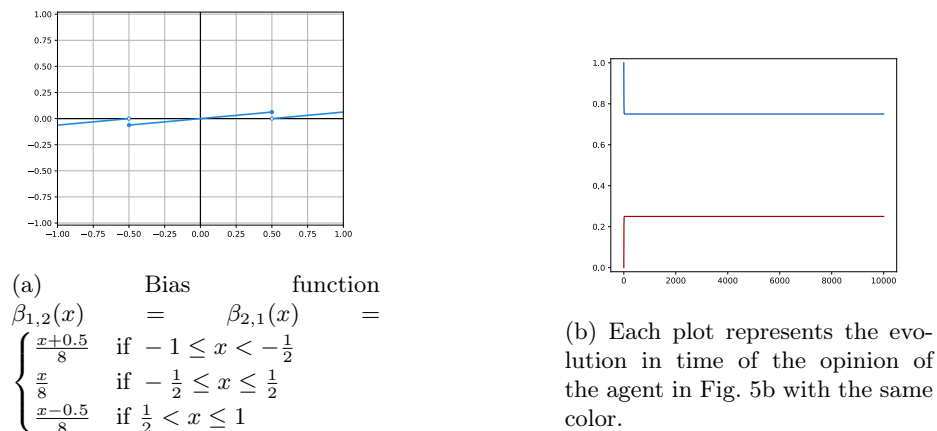 1.00
0.75
0.50
0.25
0.00
−0.25
−0.50
−0.75
−1.00
−1.00 −0.75 −0.50 −0.25 0.00 0.25 0.50 0.75 1.00
(a) Bias function
β1,2(x) = β2,1(x) =
{ (x+0.5)/8 if − 1 ≤ x < −1/2
x/8 if − 1/2 ≤ x ≤ 1/2
(x−0.5)/8 if 1/2 < x ≤ 1
1.0
0.8
0.6
0.4
0.2
0.0
0 2000 4000 6000 8000 10000
(b) Each plot represents the evo-
lution in time of the opinion of
the agent in Fig. 5b with the same
color.